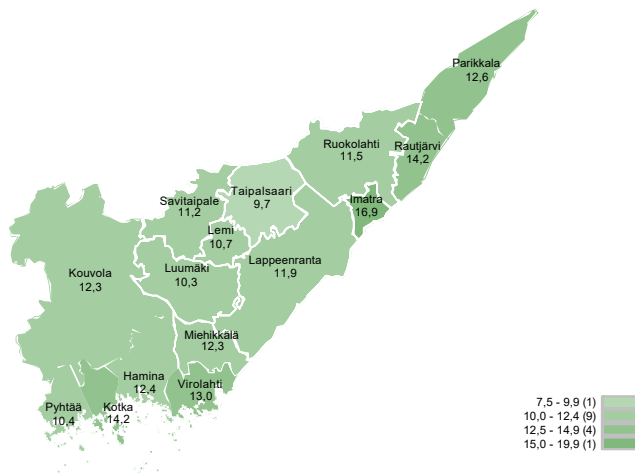 Parikkala
12,6
Ruokolahti
11,5
Rautjärvi
14,2
Taipalsaari
9,7
Imatra
16,9
Savitaipale
11,2
Lemi
10,7
Lappeenranta
11,9
Luumäki
10,3
Kouvola
12,3
Miehikkälä
12,3
Hamina
12,4
Virolahti
13,0
Pyhtää
10,4
Kotka
14,2
7,5 - 9,9 (1)
10,0 - 12,4 (9)
12,5 - 14,9 (4)
15,0 - 19,9 (1)